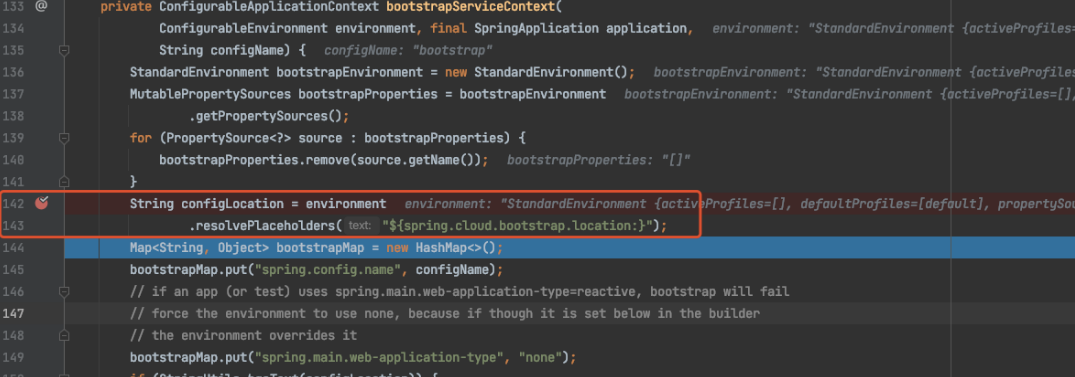 133 @ private ConfigurableApplicationContext bootstrapServiceContext(
134 ConfigurableEnvironment environment, final SpringApplication application, environment: "StandardEnvironment {activeProfiles=
135 String configName) { configName: "bootstrap"
136 StandardEnvironment bootstrapEnvironment = new StandardEnvironment(); bootstrapEnvironment: "StandardEnvironment {activeProfiles
137 MutablePropertySources bootstrapProperties = bootstrapEnvironment bootstrapEnvironment: "StandardEnvironment {activeProfiles=[],
138 .getPropertySources();
139 for (PropertySource<?> source : bootstrapProperties) {
140 bootstrapProperties.remove(source.getName()); bootstrapProperties: "[]"
141 }
142 String configLocation = environment environment: "StandardEnvironment {activeProfiles=[], defaultProfiles=[default], propertySou
143 .resolvePlaceholders( text: "${spring.cloud.bootstrap.location:}");
144 Map<String, Object> bootstrapMap = new HashMap<>();
145 bootstrapMap.put("spring.config.name", configName);
146 // if an app (or test) uses spring.main.web-application-type=reactive, bootstrap will fail
147 // force the environment to use none, because if though it is set below in the builder
148 // the environment overrides it
149 bootstrapMap.put("spring.main.web-application-type", "none");
150 if (StringUtils.hasText(configLocation)) {